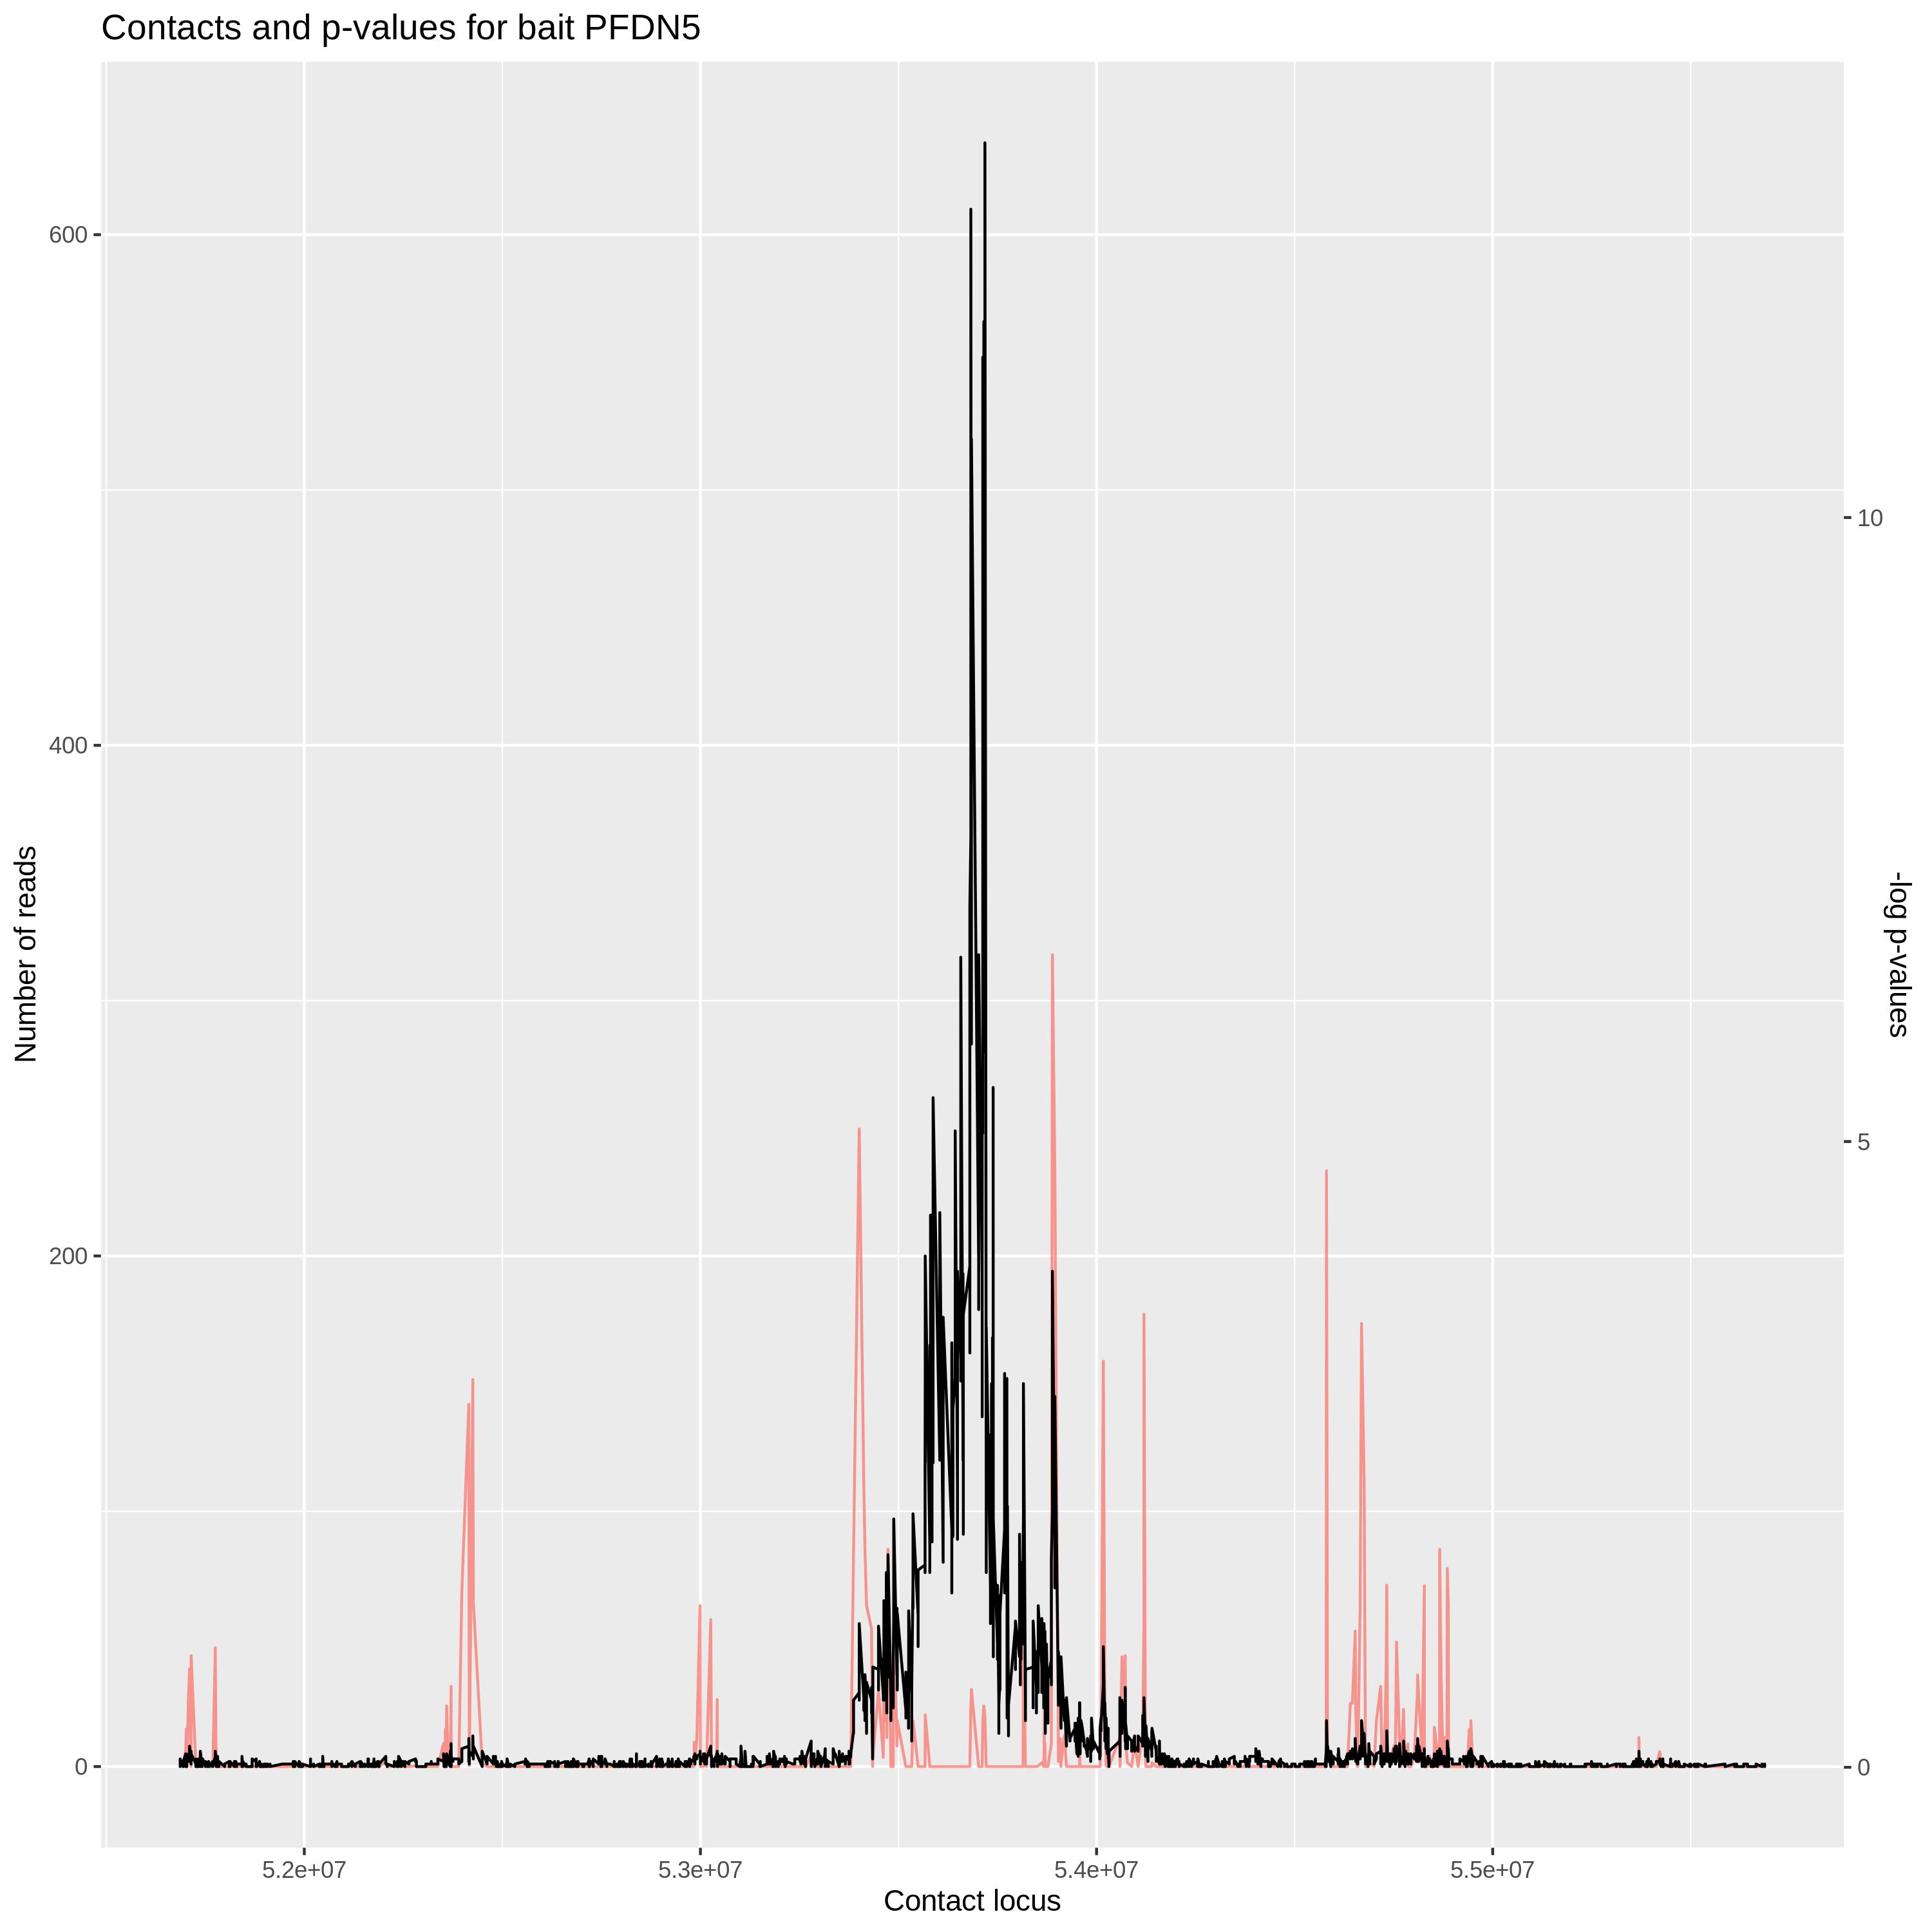 Contacts and p-values for bait PFDN5
600
400
200
0
10
5
0
Number of reads
-log p-values
5.2e+07
5.3e+07
5.4e+07
5.5e+07
Contact locus